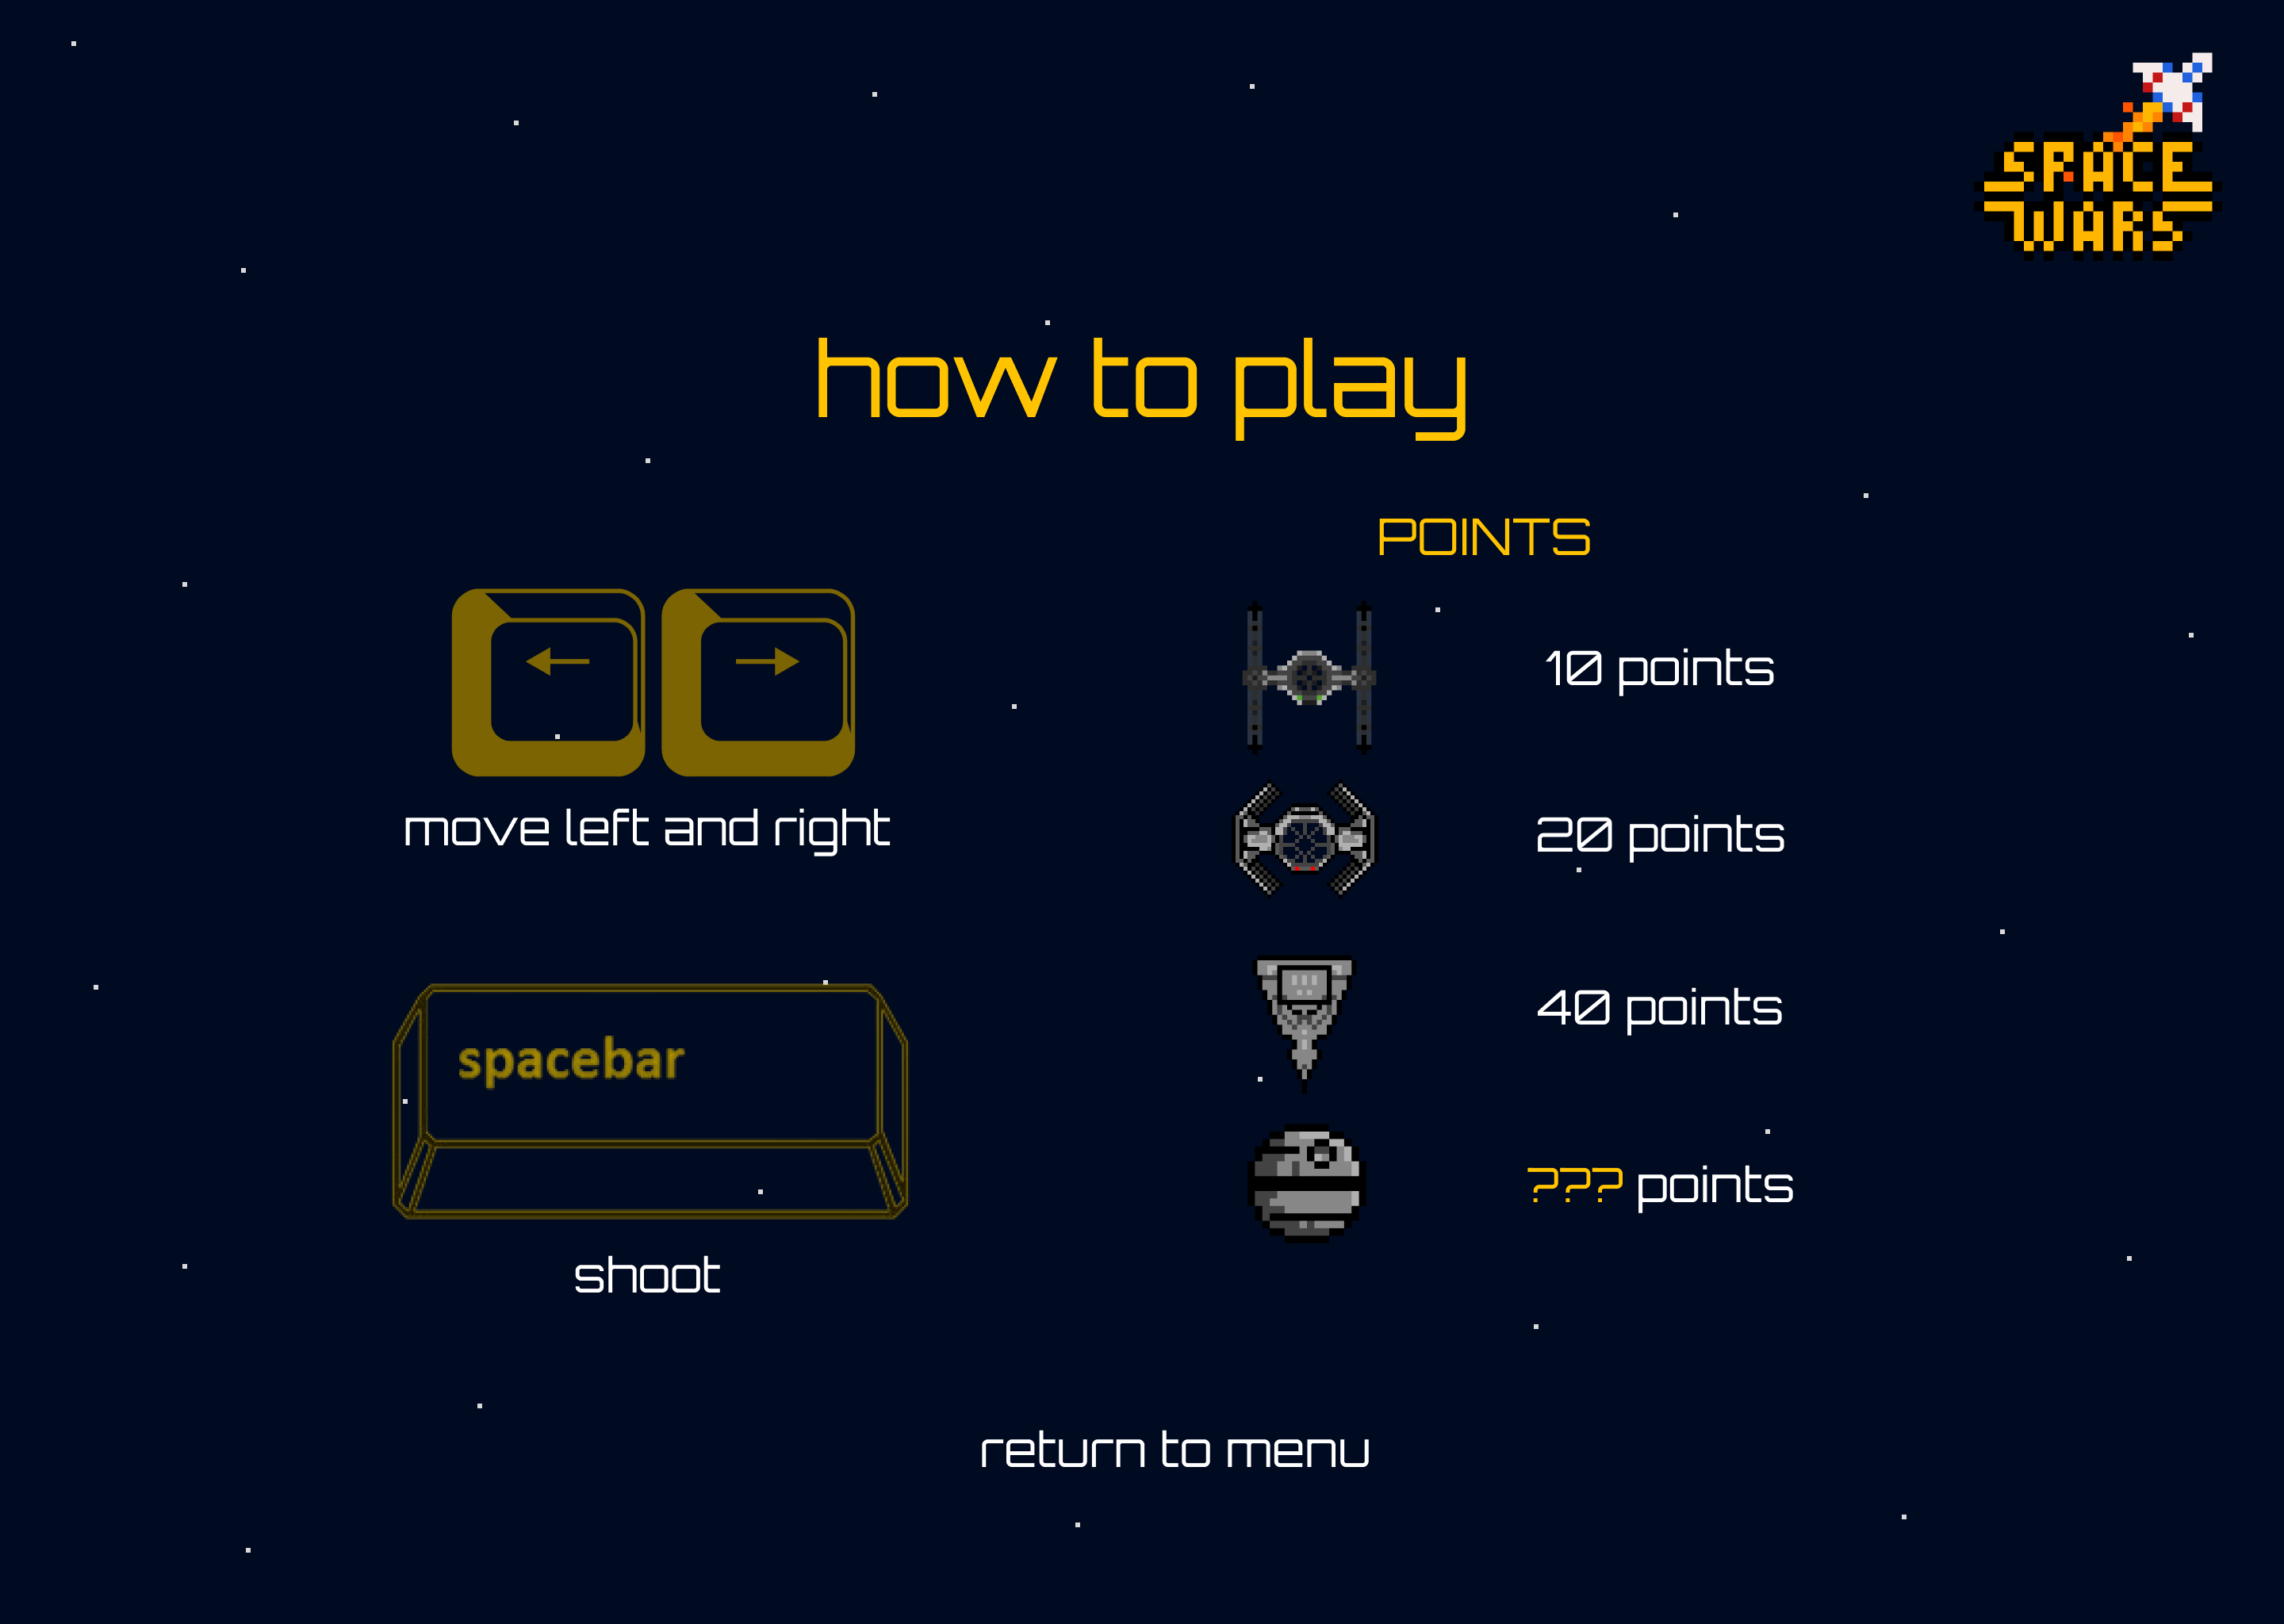 SPACE
WARS
how to play
POINTS
move left and right
spacebar
shoot
10 points
20 points
40 points
??? points
return to menu